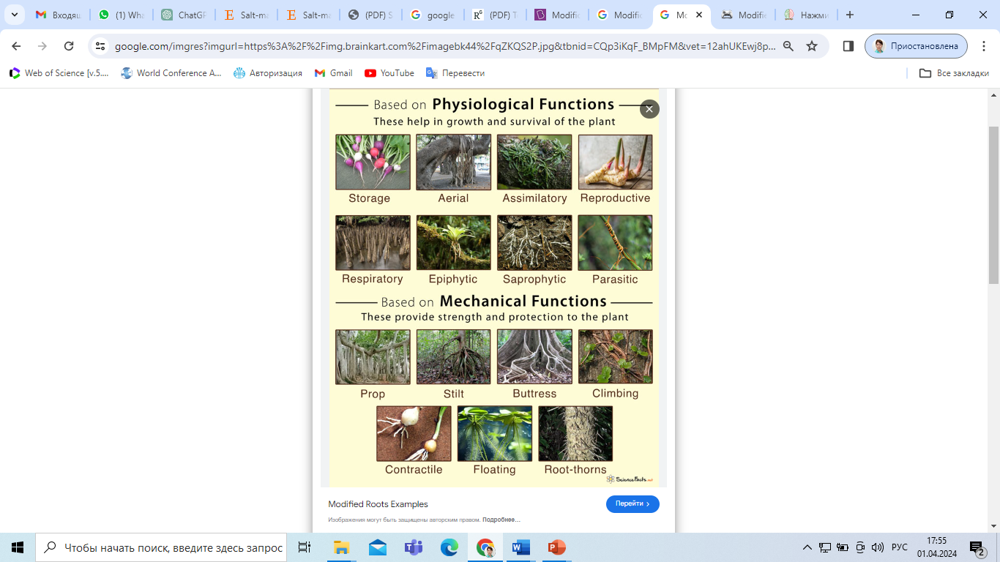 Входящ
(1) Wha
ChatGP
Salt-ma
Salt-ma
(PDF) S
google
(PDF) T
Modific
Modific
Mo
Modifie
Нажми
google.com/imgres?imgurl=https%3A%2F%2Fimg.brainkart.com%2Fimagebk44%2FqZKQS2P.jpg&tbnid=CQp3iKqF_BMpFM&vet=12ahUKEwj8p...
Приостановлена
Web of Science [v.5....
World Conference A...
Авторизация
Gmail
YouTube
Перевести
Все закладки
Based on Physiological Functions
These help in growth and survival of the plant
Storage
Aerial
Assimilatory
Reproductive
Respiratory
Epiphytic
Saprophytic
Parasitic
Based on Mechanical Functions
These provide strength and protection to the plant
Prop
Stilt
Buttress
Climbing
Contractile
Floating
Root-thorns
ScienceFacts.net
Modified Roots Examples
Перейти
Изображения могут быть защищены авторским правом. Подробнее...
Чтобы начать поиск, введите здесь запрос
РУС
17:55
01.04.2024
2